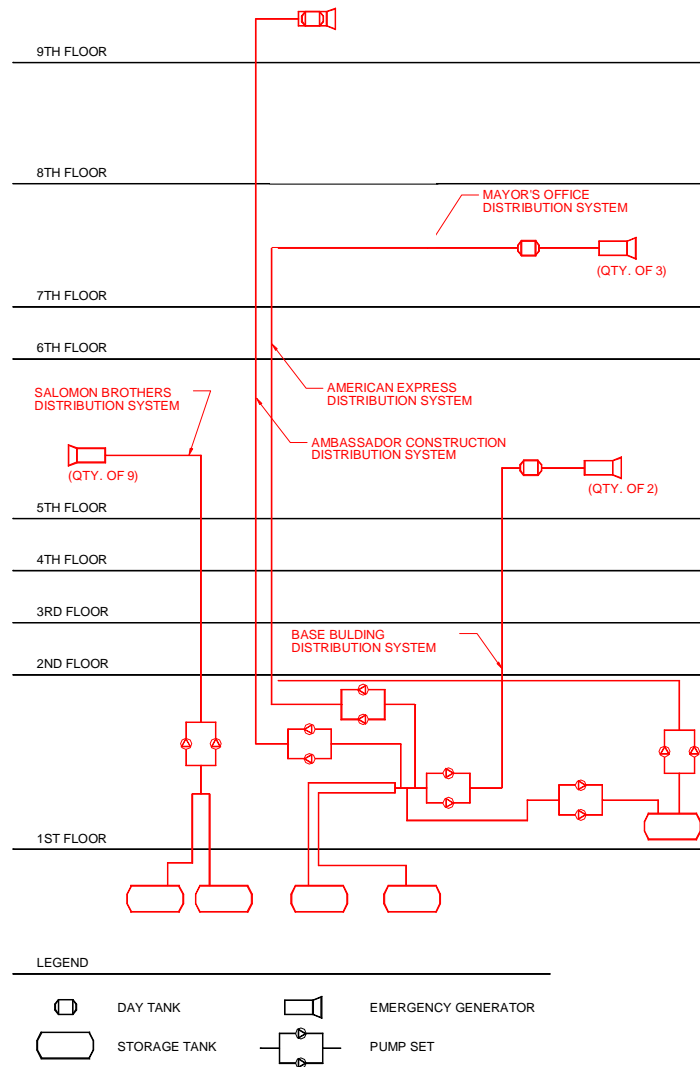 9TH FLOOR
8TH FLOOR
MAYOR'S OFFICE
DISTRIBUTION SYSTEM
(QTY. OF 3)
7TH FLOOR
6TH FLOOR
SALOMON BROTHERS
DISTRIBUTION SYSTEM
AMERICAN EXPRESS
DISTRIBUTION SYSTEM
AMBASSADOR CONSTRUCTION
DISTRIBUTION SYSTEM
(QTY. OF 9)
(QTY. OF 2)
5TH FLOOR
4TH FLOOR
3RD FLOOR
BASE BULDING
DISTRIBUTION SYSTEM
2ND FLOOR
1ST FLOOR
LEGEND
DAY TANK
EMERGENCY GENERATOR
STORAGE TANK
PUMP SET